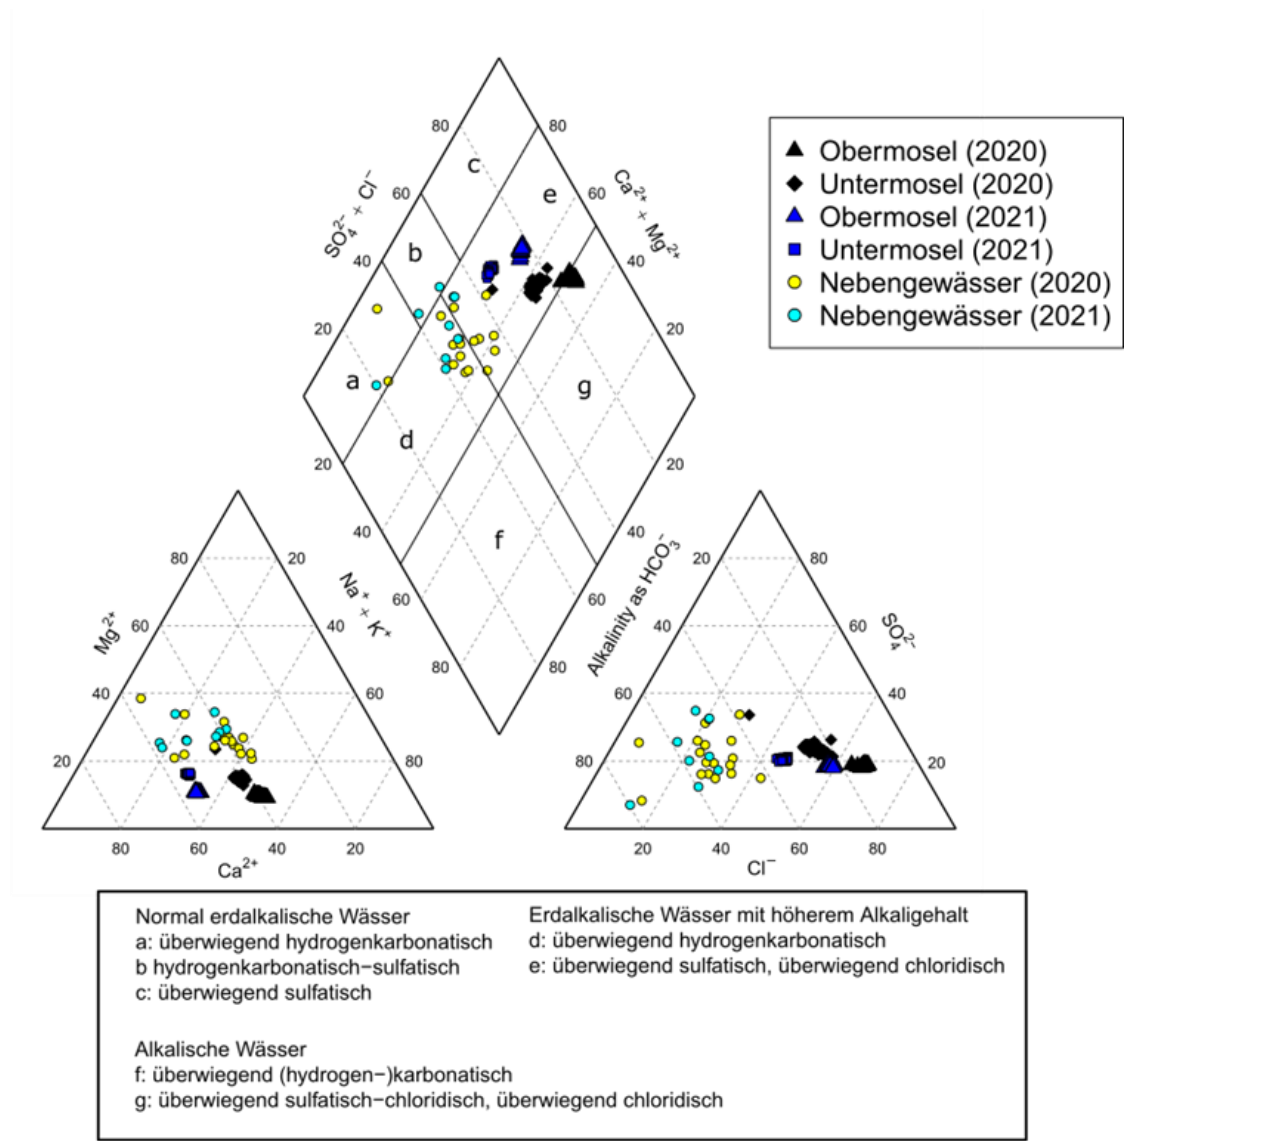 80
80
c
SO₄²⁻ + Cl⁻
60
e
Ca²⁺ + Mg²⁺
60
b
40
40
20
20
a
g
d
20
20
40
f
40
Na⁺ + K⁺
60
60
Alkalinity as HCO₃⁻
80
80
Obermosel (2020)
Untermosel (2020)
Obermosel (2021)
Untermosel (2021)
Nebengewässer (2020)
Nebengewässer (2021)
80
20
Mg²⁺
60
40
40
60
20
80
80
60
40
20
Ca²⁺
20
80
40
60
SO₄²⁻
60
40
80
20
20
40
60
80
Cl⁻
Normal erdalkalische Wässer
a: überwiegend hydrogenkarbonatisch
b hydrogenkarbonatisch−sulfatisch
c: überwiegend sulfatisch
Erdalkalische Wässer mit höherem Alkaligehalt
d: überwiegend hydrogenkarbonatisch
e: überwiegend sulfatisch, überwiegend chloridisch
Alkalische Wässer
f: überwiegend (hydrogen−)karbonatisch
g: überwiegend sulfatisch−chloridisch, überwiegend chloridisch